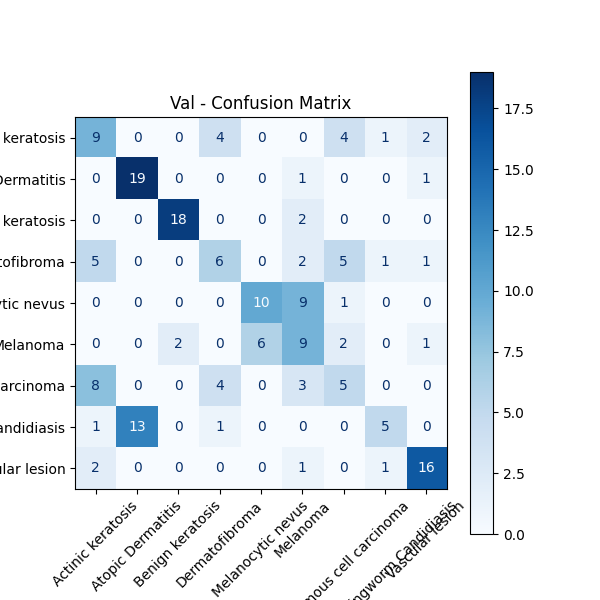 Val - Confusion Matrix
keratosis 9 0 0 4 0 0 4 1 2
Dermatitis 0 19 0 0 0 1 0 0 1
keratosis 0 0 18 0 0 2 0 0 0
tofibroma 5 0 0 6 0 2 5 1 1
ytic nevus 0 0 0 0 10 9 1 0 0
Melanoma 0 0 2 0 6 9 2 0 1
arcinoma 8 0 0 4 0 3 5 0 0
andidiasis 1 13 0 1 0 0 0 5 0
ular lesion 2 0 0 0 0 1 0 1 16
Actinic keratosis
Atopic Dermatitis
Benign keratosis
Dermatofibroma
Melanocytic nevus
Melanoma
mous cell carcinoma
ingworm Candidiasis
Vascular lesion
17.5
15.0
12.5
10.0
7.5
5.0
2.5
0.0